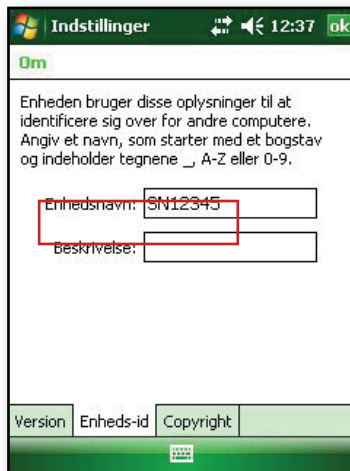 Indstillinger 12:37 ok
Om
Enheden bruger disse oplysninger til at
identificere sig over for andre computere.
Angiv et navn, som starter med et bogstav
og indeholder tegnene _, A-Z eller 0-9.
Enhedsnavn: SN12345
Beskrivelse:
Version Enheds-id Copyright